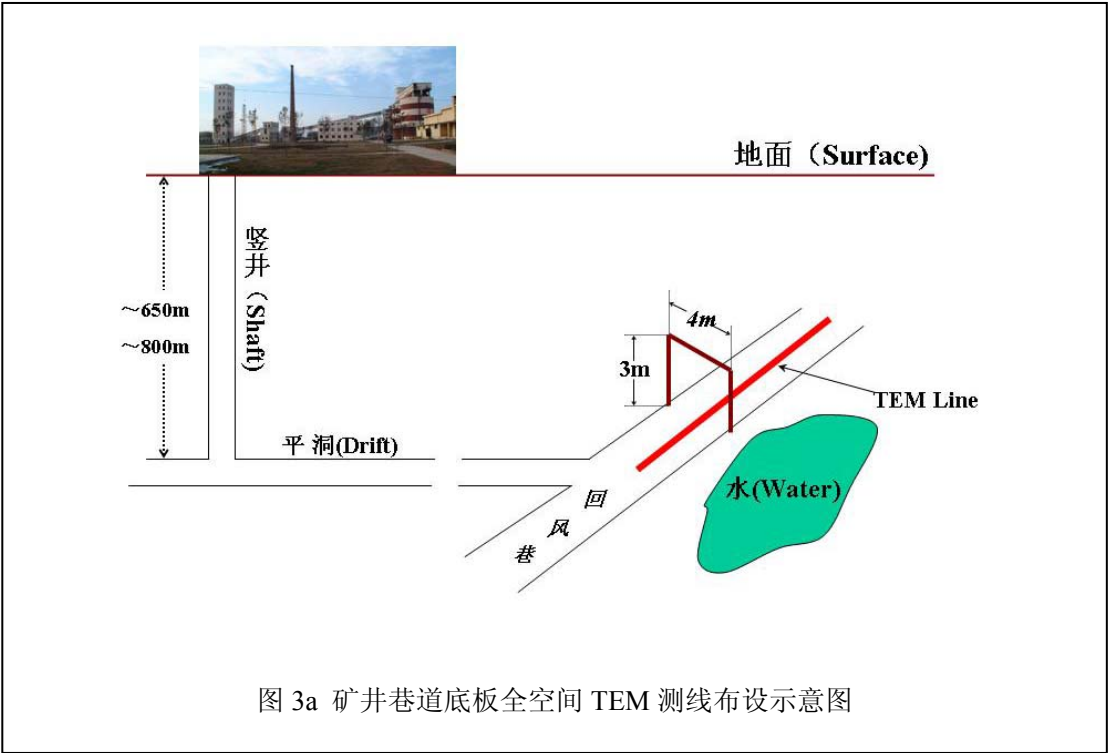 地面（Surface)
竖井（Shaft)
～650m
～800m
4m
3m
TEM Line
平 洞(Drift)
水(Water)
回风巷
图 3a 矿井巷道底板全空间 TEM 测线布设示意图